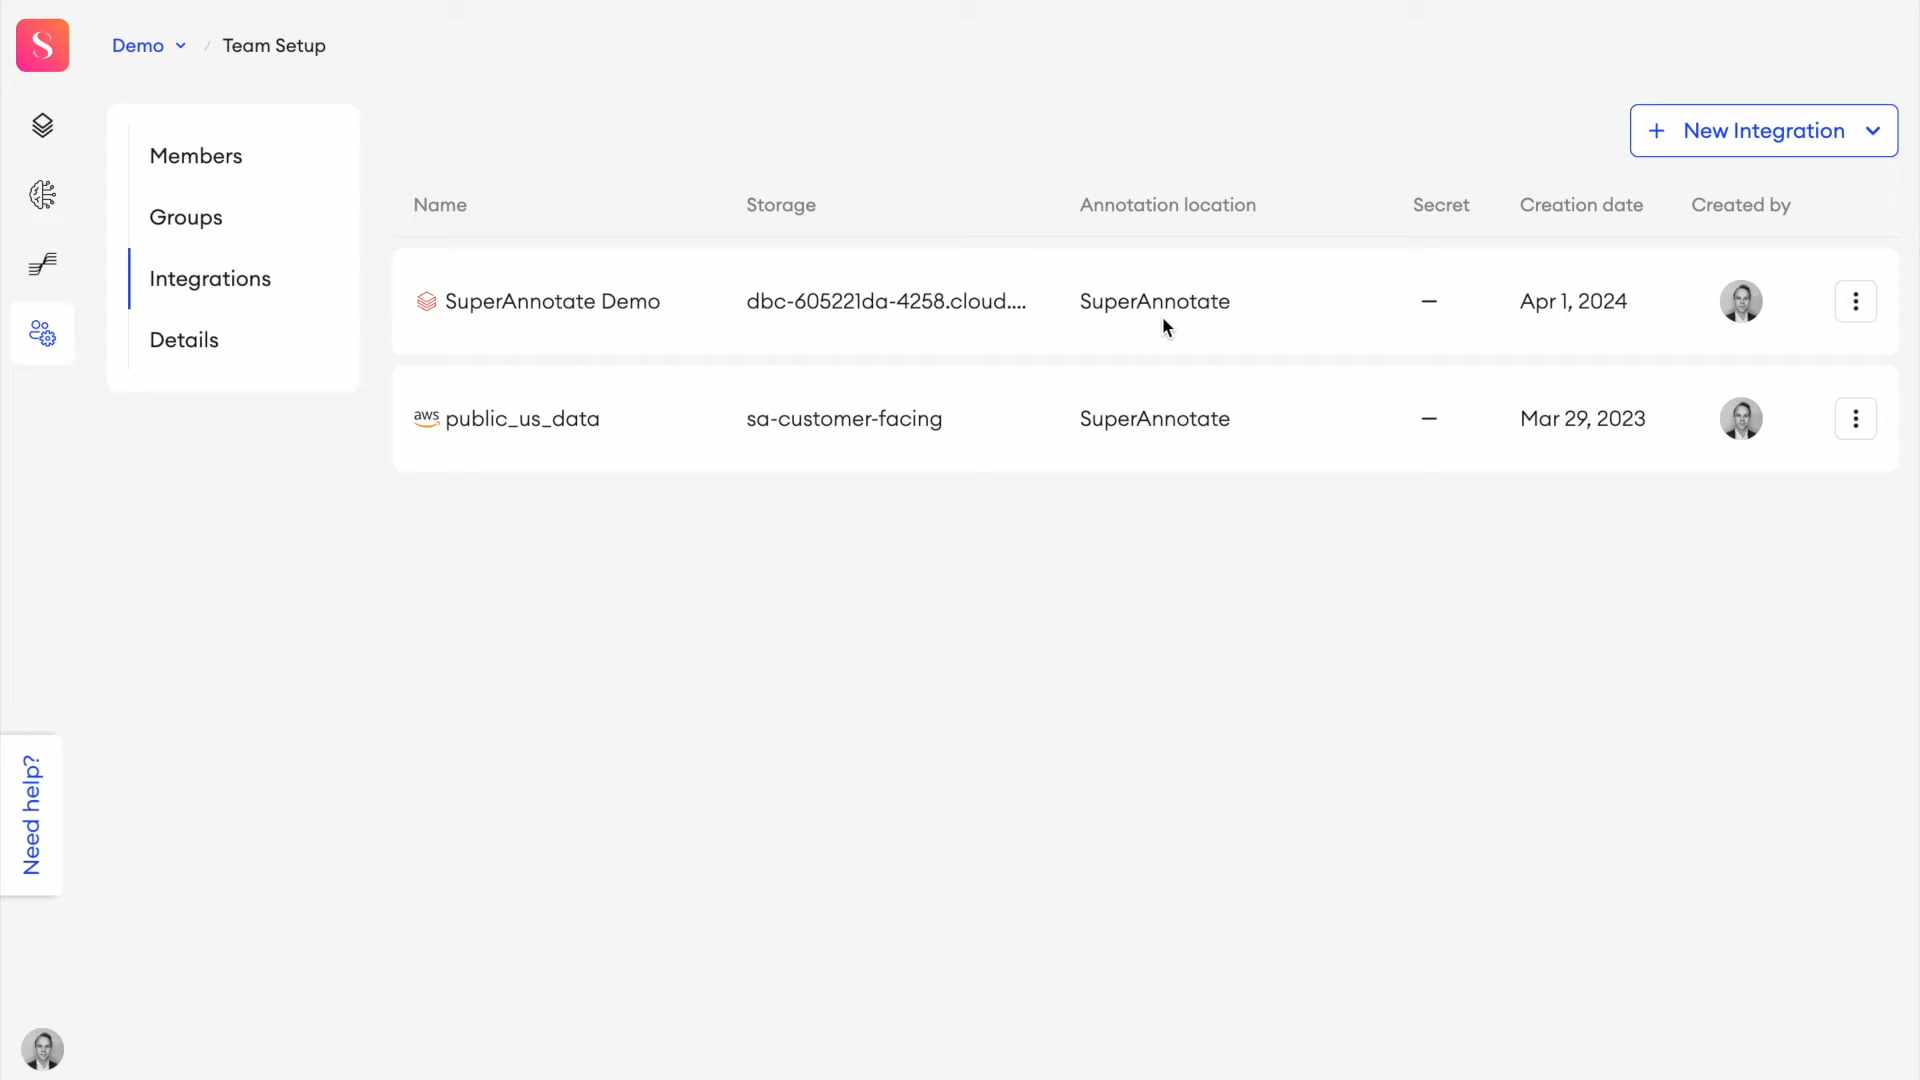 Demo / Team Setup
Members
Groups
Integrations
Details
+ New Integration
Name Storage Annotation location Secret Creation date Created by
SuperAnnotate Demo dbc-605221da-4258.cloud.... SuperAnnotate — Apr 1, 2024
aws public_us_data sa-customer-facing SuperAnnotate — Mar 29, 2023
Need help?